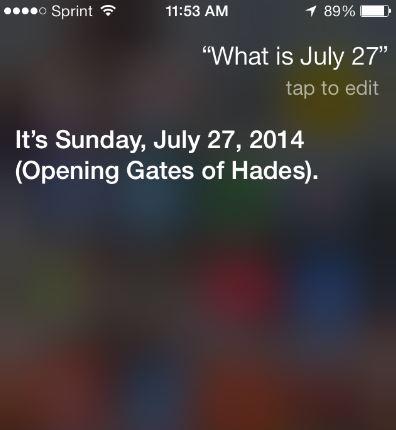 Sprint 11:53 AM 89%
“What is July 27”
tap to edit
It’s Sunday, July 27, 2014
(Opening Gates of Hades).